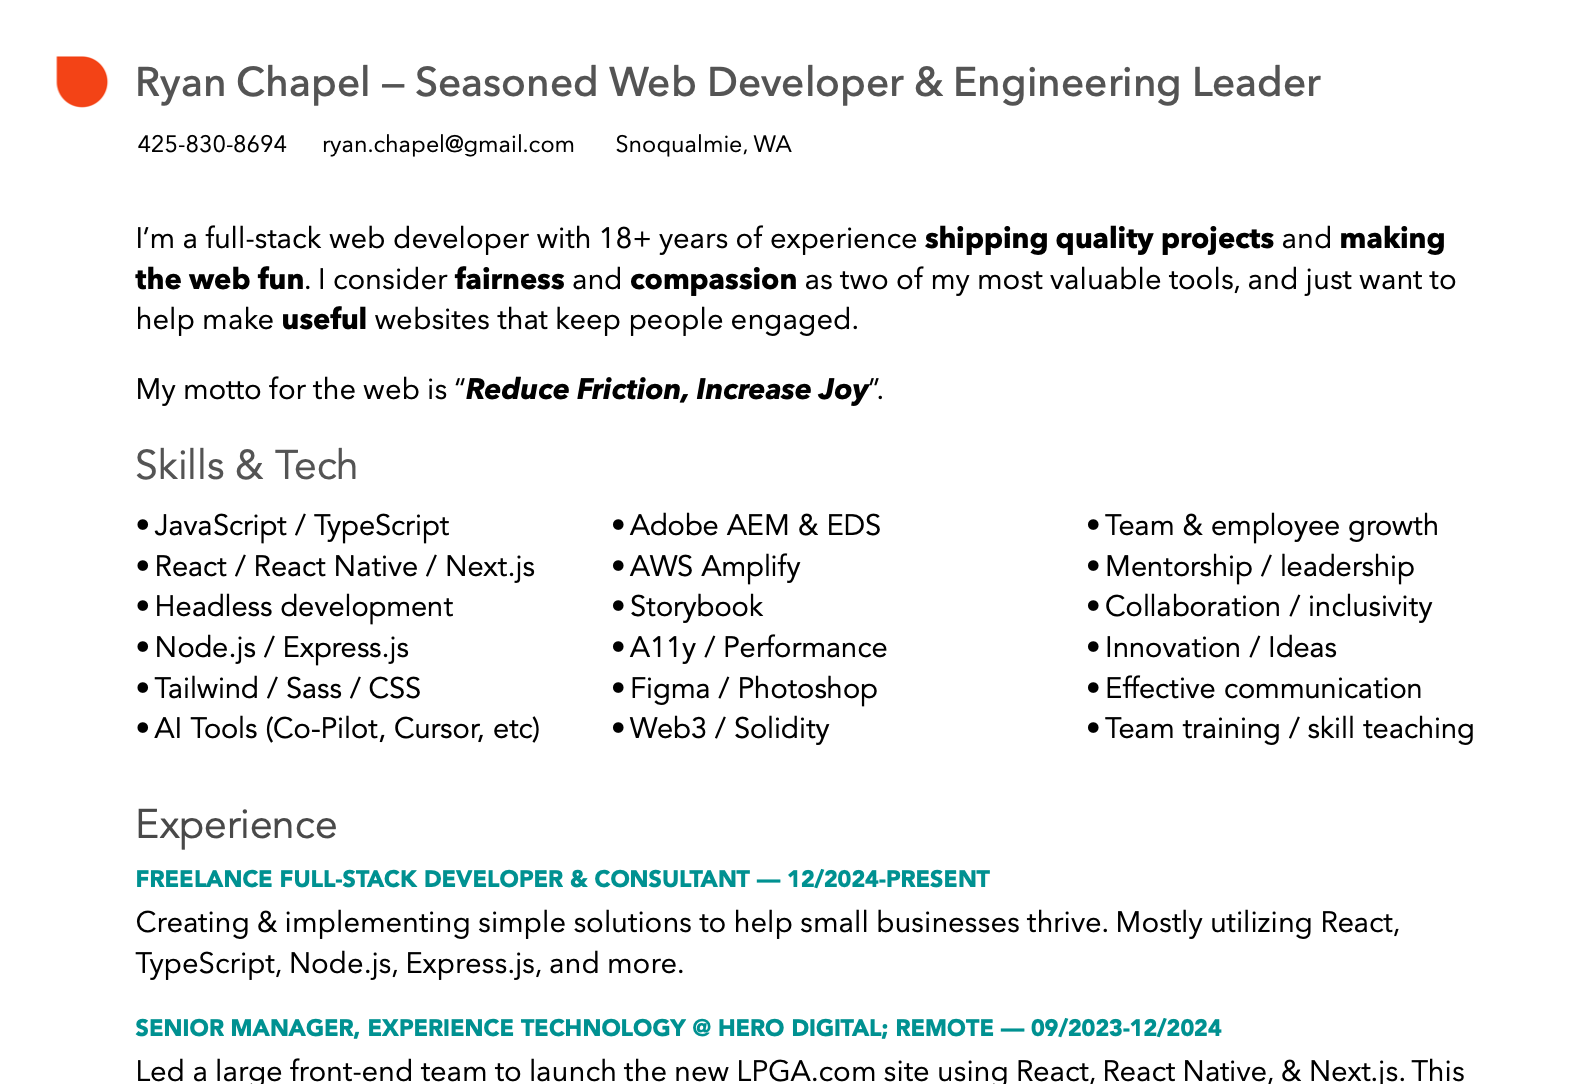 Ryan Chapel – Seasoned Web Developer & Engineering Leader
425-830-8694 ryan.chapel@gmail.com Snoqualmie, WA
I’m a full-stack web developer with 18+ years of experience shipping quality projects and making
the web fun. I consider fairness and compassion as two of my most valuable tools, and just want to
help make useful websites that keep people engaged.
My motto for the web is “Reduce Friction, Increase Joy”.
Skills & Tech
• JavaScript / TypeScript
• React / React Native / Next.js
• Headless development
• Node.js / Express.js
• Tailwind / Sass / CSS
• AI Tools (Co-Pilot, Cursor, etc)
• Adobe AEM & EDS
• AWS Amplify
• Storybook
• A11y / Performance
• Figma / Photoshop
• Web3 / Solidity
• Team & employee growth
• Mentorship / leadership
• Collaboration / inclusivity
• Innovation / Ideas
• Effective communication
• Team training / skill teaching
Experience
FREELANCE FULL-STACK DEVELOPER & CONSULTANT — 12/2024-PRESENT
Creating & implementing simple solutions to help small businesses thrive. Mostly utilizing React,
TypeScript, Node.js, Express.js, and more.
SENIOR MANAGER, EXPERIENCE TECHNOLOGY @ HERO DIGITAL; REMOTE — 09/2023-12/2024
Led a large front-end team to launch the new LPGA.com site using React, React Native, & Next.js. This